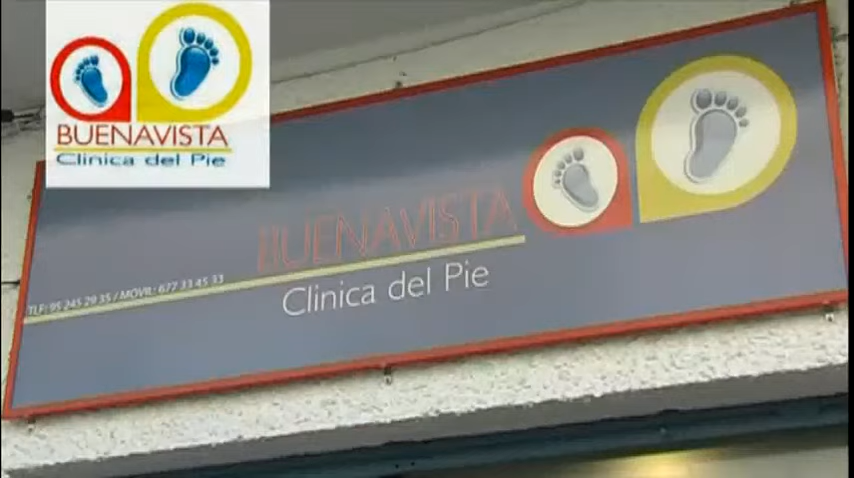 BUENAVISTA
Clinica del Pie
BUENAVISTA
TLF: 95 245 29 35 / MOVIL: 677 33 45 33
Clinica del Pie